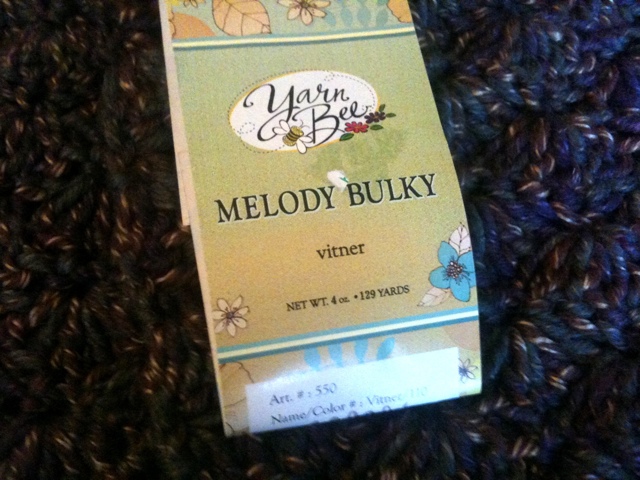 Yarn
Bee
MELODY BULKY
vitner
NET WT. 4 oz. • 129 YARDS
Art. #: 550
Name/Color #: Vitner 110